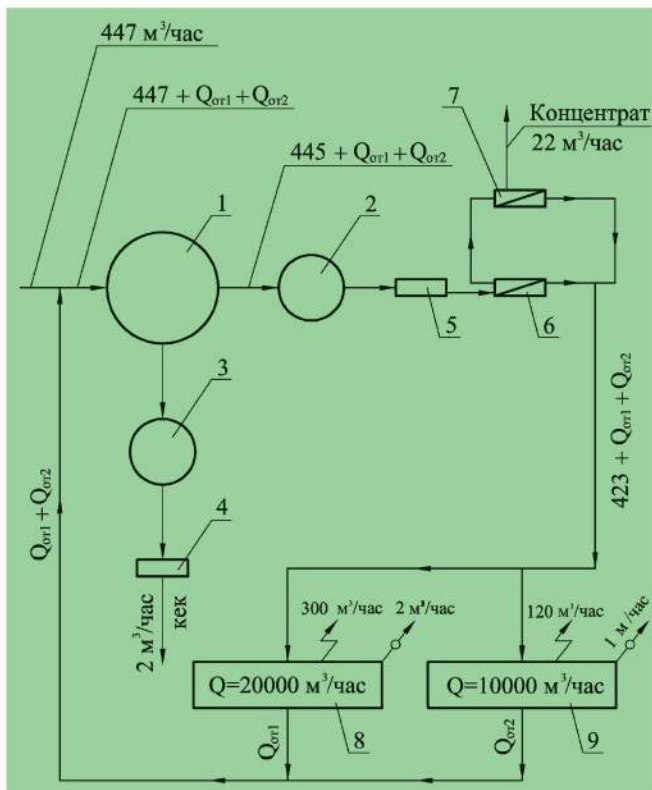 447 м³/час
447 + Qот1 + Qот2
445 + Qот1 + Qот2
7
Концентрат
22 м³/час
1
2
5
6
3
4
Qот1 + Qот2
423 + Qот1 + Qот2
2 м³/час
кек
300 м³/час
2 м³/час
120 м³/час
1 м/час
Q=20000 м³/час
Q=10000 м³/час
Qот1
8
Qот2
9